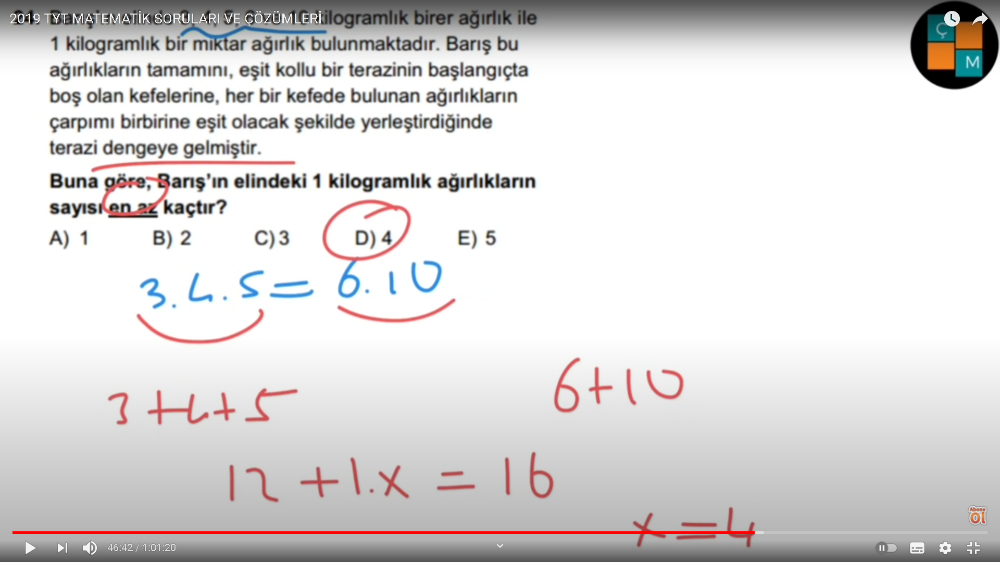 2019 TYT MATEMATİK SORULARI VE ÇÖZÜMLERİ
kilogramlık birer ağırlık ile
1 kilogramlık bir miktar ağırlık bulunmaktadır. Barış bu
ağırlıkların tamamını, eşit kollu bir terazinin başlangıçta
boş olan kefelerine, her bir kefede bulunan ağırlıkların
çarpımı birbirine eşit olacak şekilde yerleştirdiğinde
terazi dengeye gelmiştir.
Buna göre, Barış'ın elindeki 1 kilogramlık ağırlıkların
sayısı en az kaçtır?
A) 1 B) 2 C) 3 D) 4 E) 5
3.4.5 = 6.10
3+4+5 6+10
12 + 1.x = 16
x = 4
Ç
M
Abone
Ol
46:42 / 1:01:20